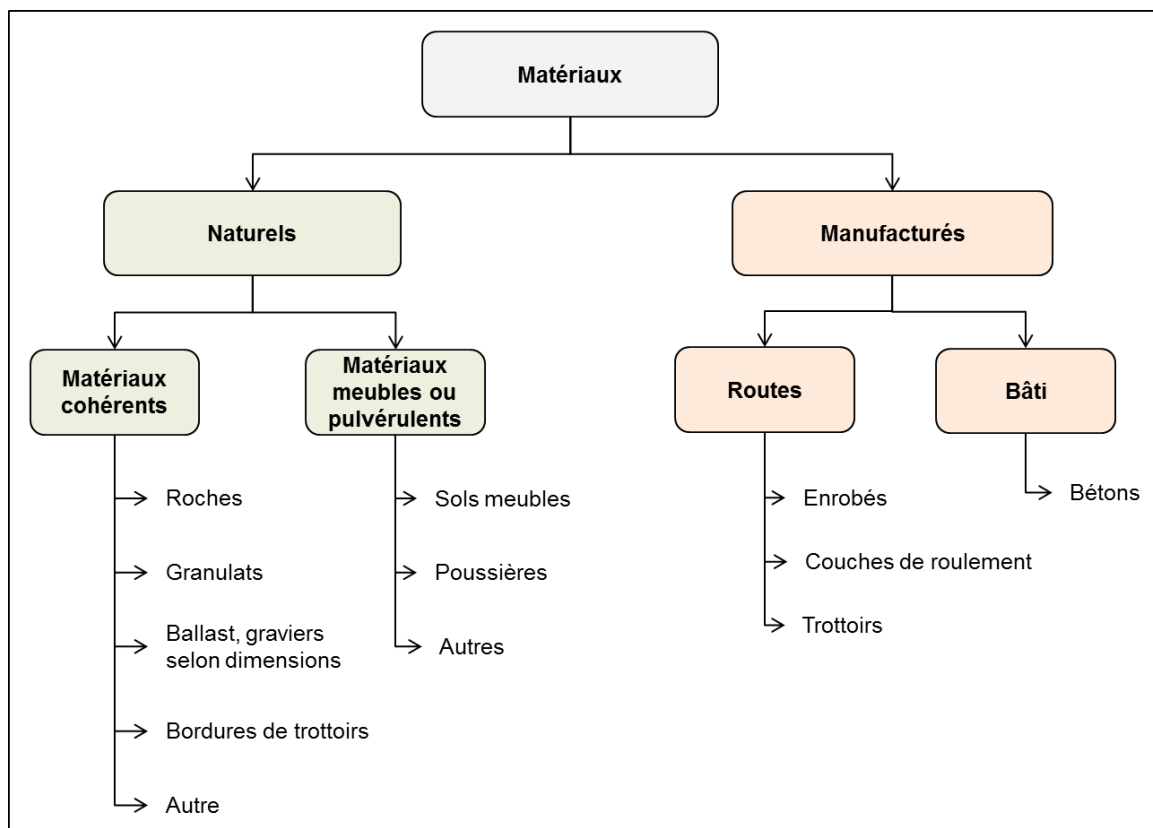 Matériaux
Naturels
Manufacturés
Matériaux
cohérents
Matériaux
meubles ou
pulvérulents
Routes
Bâti
Roches
Granulats
Ballast, graviers
selon dimensions
Bordures de trottoirs
Autre
Sols meubles
Poussières
Autres
Enrobés
Couches de roulement
Trottoirs
Bétons